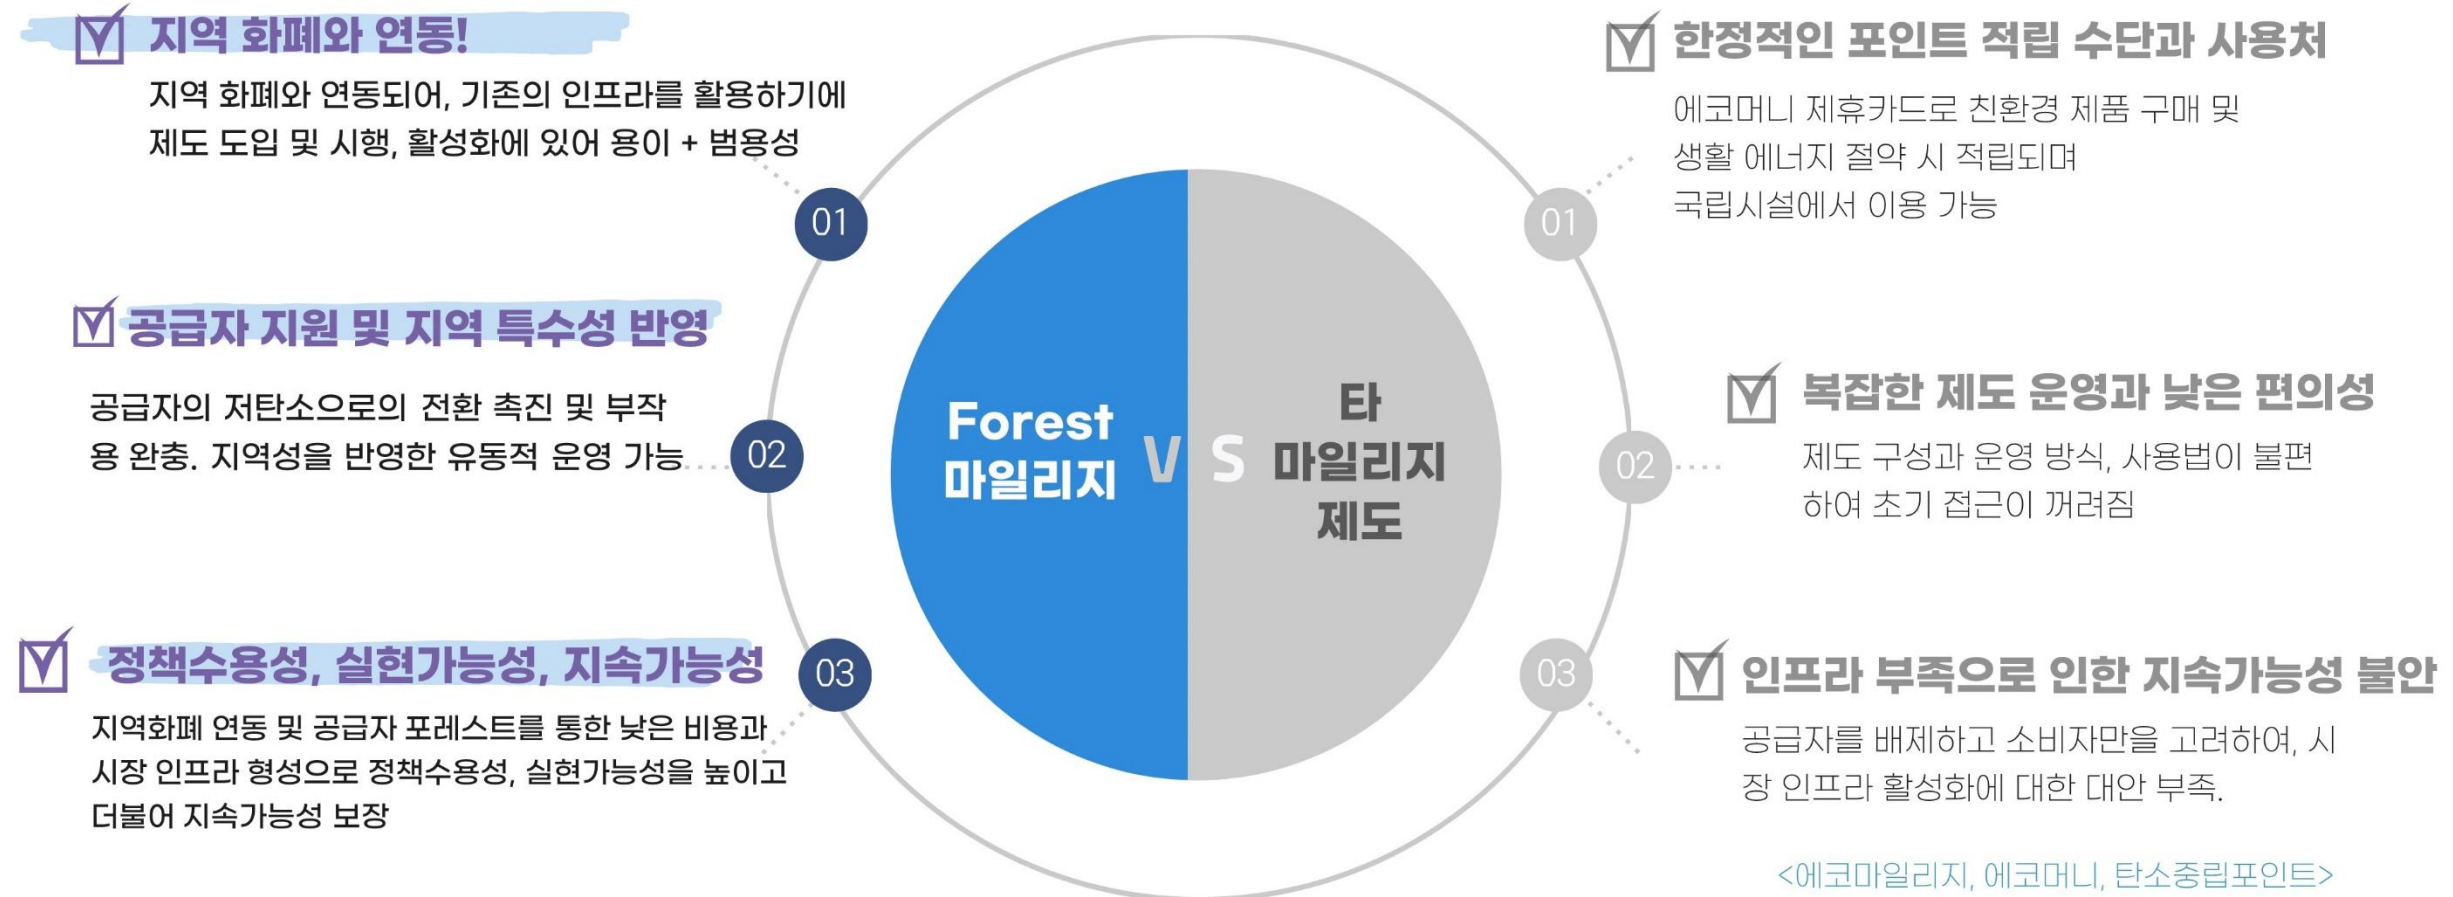 지역 화폐와 연동!
지역 화폐와 연동되어, 기존의 인프라를 활용하기에
제도 도입 및 시행, 활성화에 있어 용이 + 범용성
01
공급자 지원 및 지역 특수성 반영
공급자의 저탄소으로의 전환 촉진 및 부작
용 완충. 지역성을 반영한 유동적 운영 가능
02
정책수용성, 실현가능성, 지속가능성
03
지역화폐 연동 및 공급자 포레스트를 통한 낮은 비용과
시장 인프라 형성으로 정책수용성, 실현가능성을 높이고
더불어 지속가능성 보장
Forest
마일리지
VS
타
마일리지
제도
한정적인 포인트 적립 수단과 사용처
에코머니 제휴카드로 친환경 제품 구매 및
생활 에너지 절약 시 적립되며
국립시설에서 이용 가능
01
복잡한 제도 운영과 낮은 편의성
제도 구성과 운영 방식, 사용법이 불편
하여 초기 접근이 꺼려짐
02
인프라 부족으로 인한 지속가능성 불안
03
공급자를 배제하고 소비자만을 고려하여, 시
장 인프라 활성화에 대한 대안 부족.
<에코마일리지, 에코머니, 탄소중립포인트>